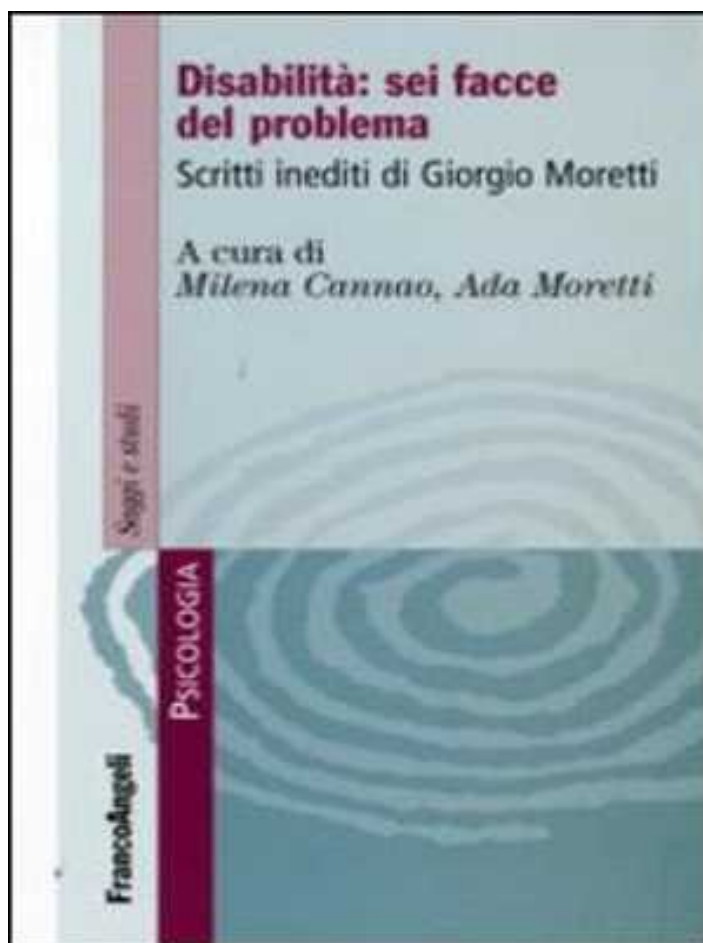 Disabilità: sei facce
del problema
Scritti inediti di Giorgio Moretti
A cura di
Milena Cannao, Ada Moretti
Saggi e studi
PSICOLOGIA
FrancoAngeli